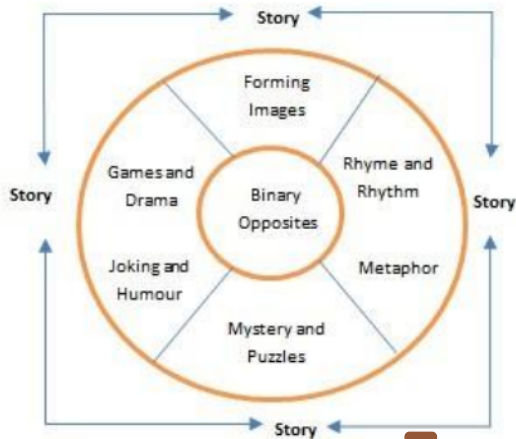 Story
Forming
Images
Games and
Drama
Rhyme and
Rhythm
Story
Binary
Opposites
Story
Joking and
Humour
Metaphor
Mystery and
Puzzles
Story